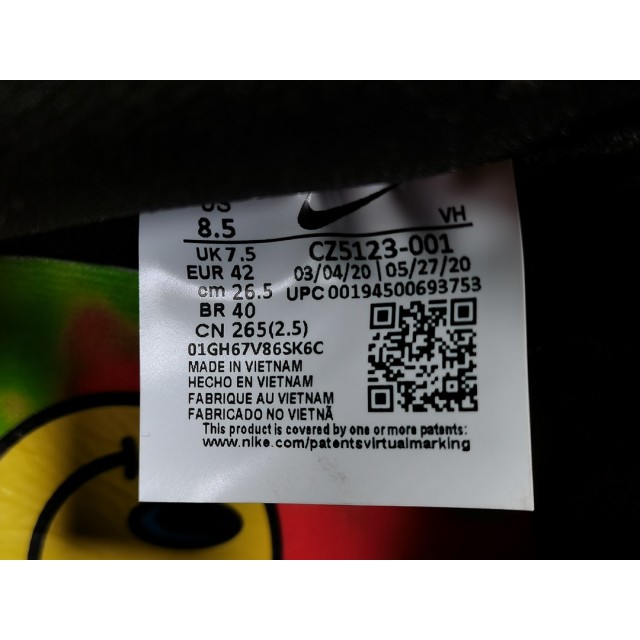 US
8.5
VH
UK 7.5 CZ5123-001
EUR 42 03/04/20 | 05/27/20
cm 26.5 UPC 00194500693753
BR 40
CN 265(2.5)
01GH67V86SK6C
MADE IN VIETNAM
HECHO EN VIETNAM
FABRIQUE AU VIETNAM
FABRICADO NO VIETNÃ
This product is covered by one or more patents:
www.nike.com/patentsvirtualmarking